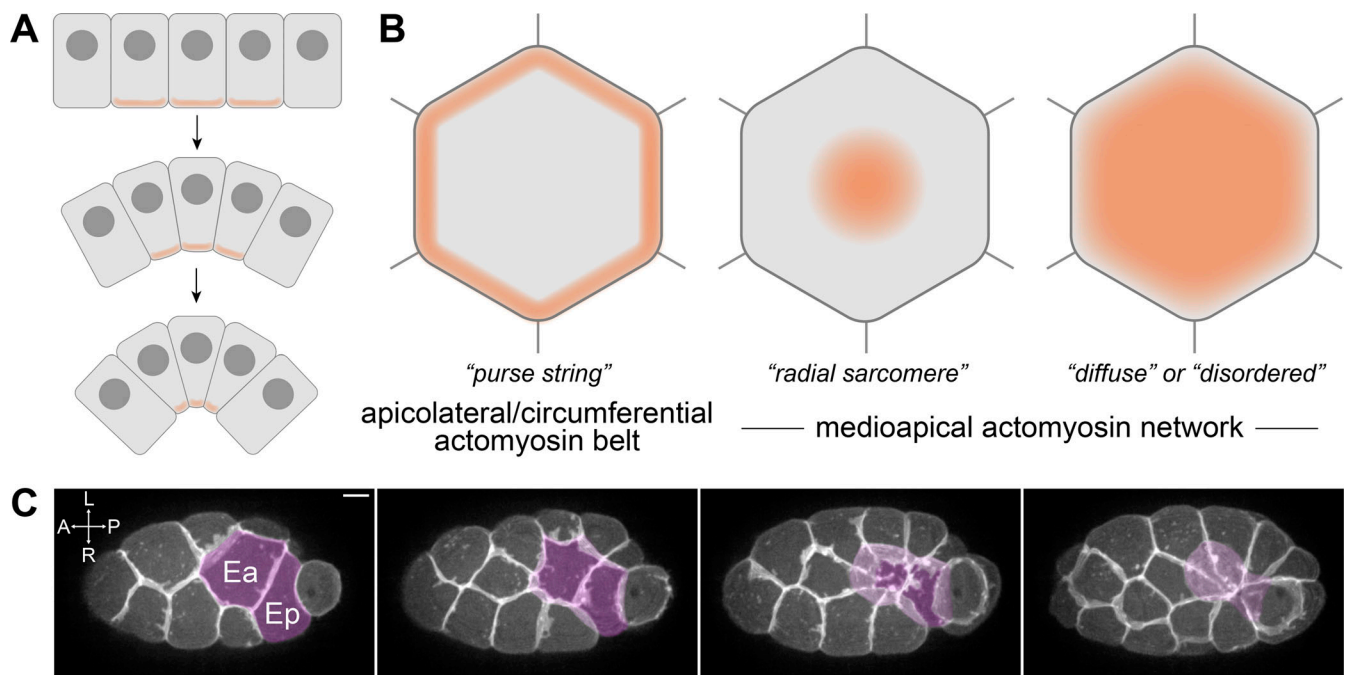 A
B
“purse string”
“radial sarcomere”
“diffuse” or “disordered”
apicolateral/circumferential
actomyosin belt
medioapical actomyosin network
C
L
A
P
R
Ea
Ep